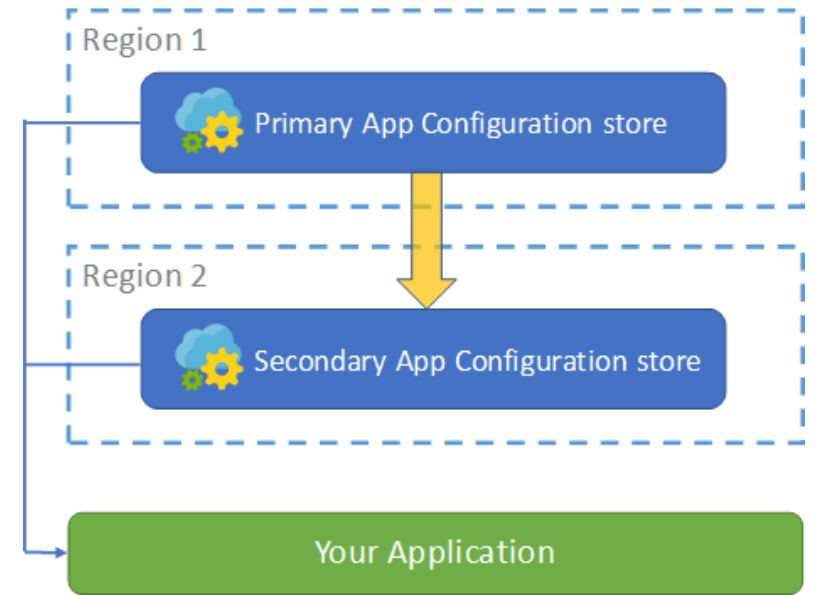 Region 1
Primary App Configuration store
Region 2
Secondary App Configuration store
Your Application